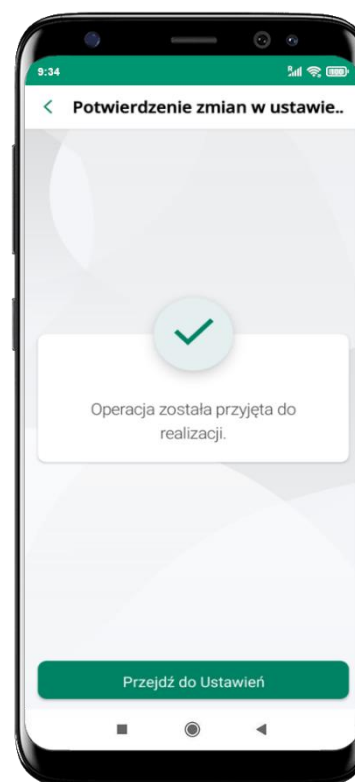 9:34
Potwierdzenie zmian w ustawie..
Operacja została przyjęta do
realizacji.
Przejdź do Ustawień